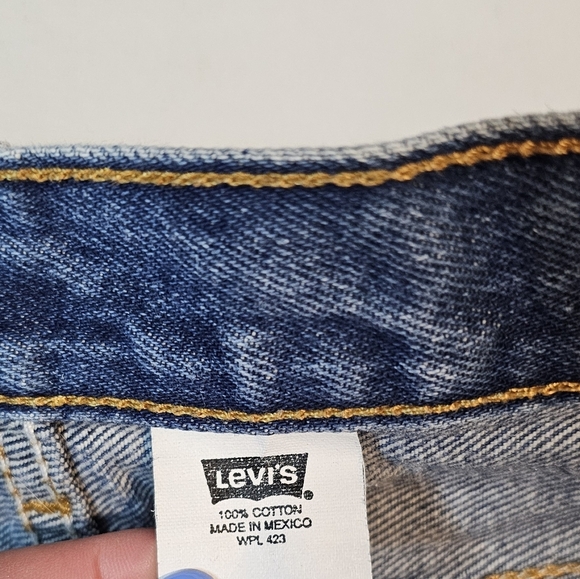 LEVI'S ®
100% COTTON
MADE IN MEXICO
WPL 423